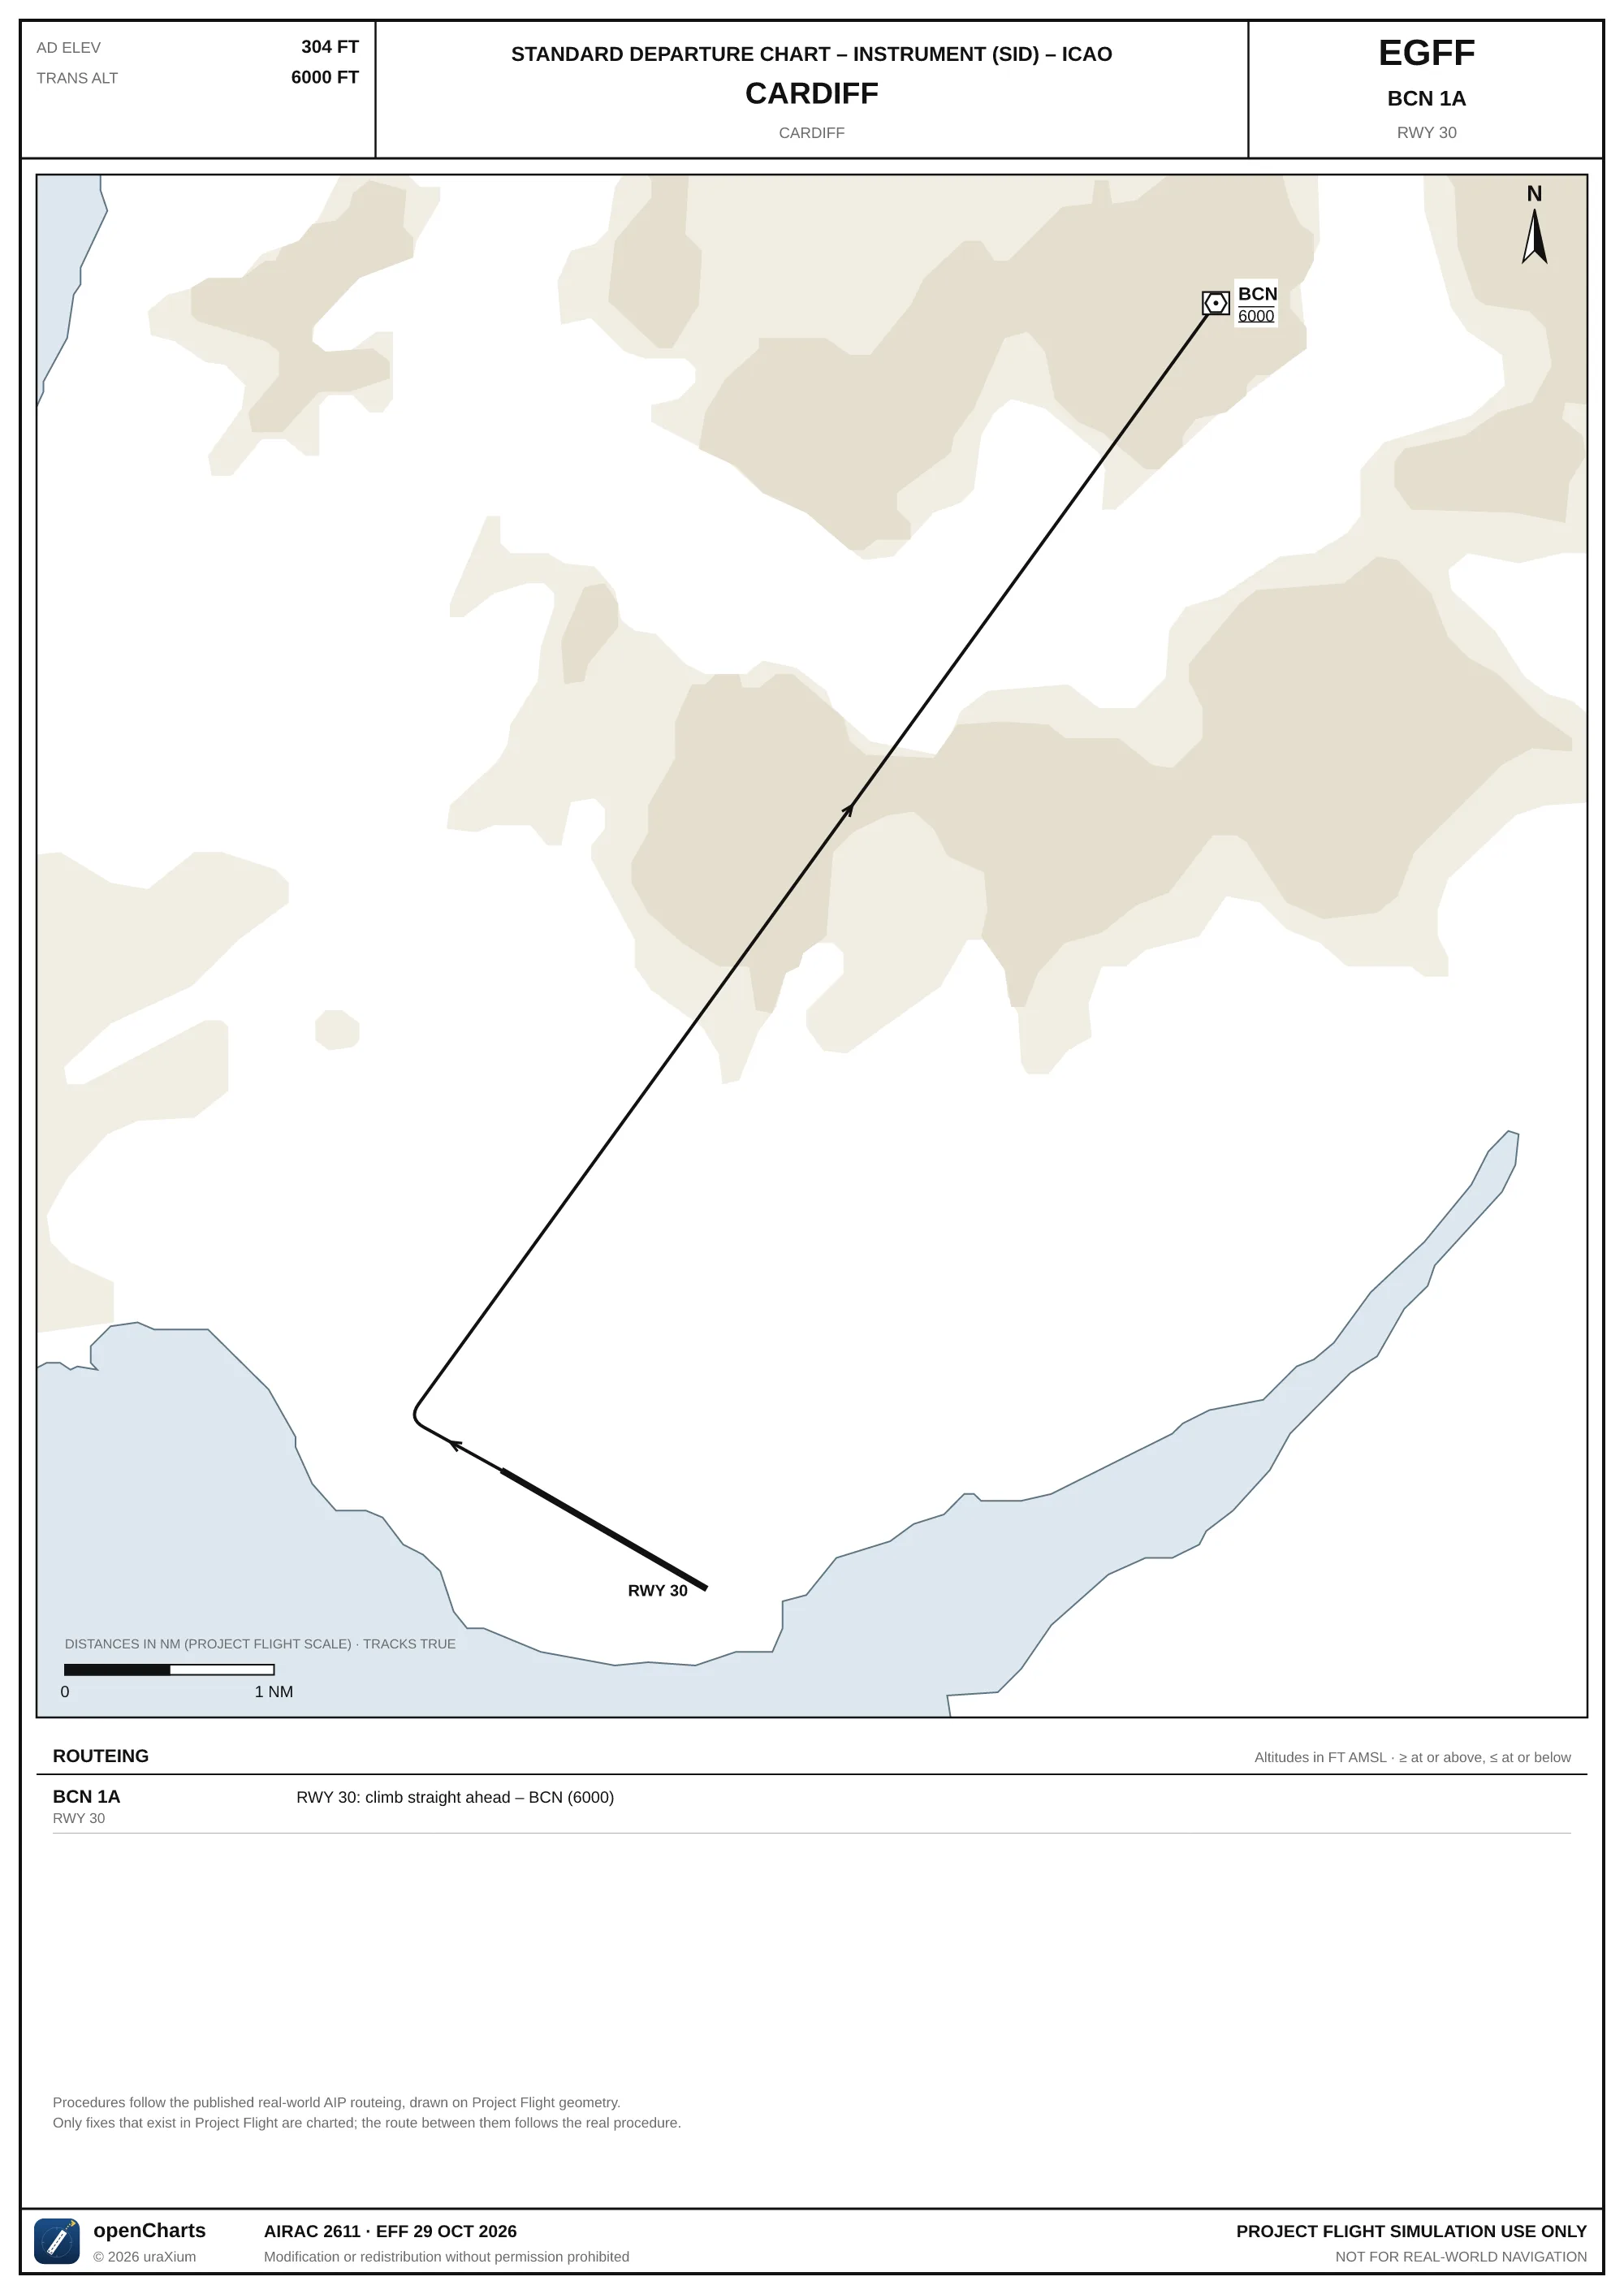 AD ELEV 304 FT
TRANS ALT 6000 FT
STANDARD DEPARTURE CHART – INSTRUMENT (SID) – ICAO
CARDIFF
CARDIFF
EGFF
BCN 1A
RWY 30
N
BCN
6000
RWY 30
DISTANCES IN NM (PROJECT FLIGHT SCALE) · TRACKS TRUE
0 1 NM
ROUTEING
Altitudes in FT AMSL · ≥ at or above, ≤ at or below
BCN 1A
RWY 30: climb straight ahead – BCN (6000)
RWY 30
Procedures follow the published real-world AIP routeing, drawn on Project Flight geometry.
Only fixes that exist in Project Flight are charted; the route between them follows the real procedure.
openCharts
© 2026 uraXium
AIRAC 2611 · EFF 29 OCT 2026
Modification or redistribution without permission prohibited
PROJECT FLIGHT SIMULATION USE ONLY
NOT FOR REAL-WORLD NAVIGATION